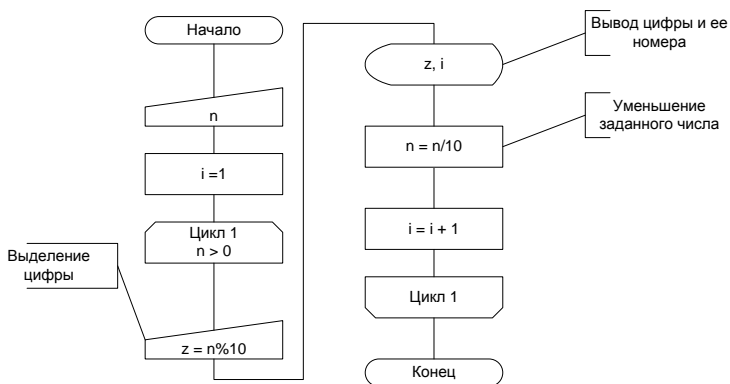 Начало
n
i =1
Цикл 1
n > 0
Выделение
цифры
z = n%10
z, i
Вывод цифры и ее
номера
n = n/10
Уменьшение
заданного числа
i = i + 1
Цикл 1
Конец